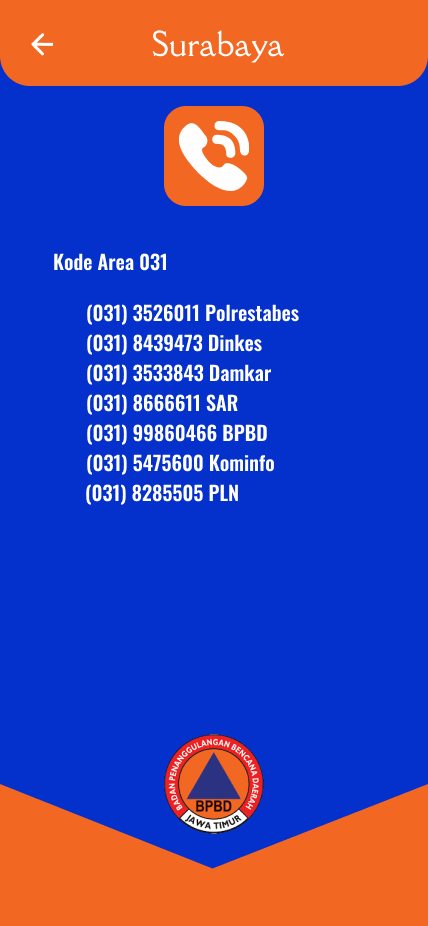 Surabaya
Kode Area 031
(031) 3526011 Polrestabes
(031) 8439473 Dinkes
(031) 3533843 Damkar
(031) 8666611 SAR
(031) 99860466 BPBD
(031) 5475600 Kominfo
(031) 8285505 PLN
BADAN PENANGGULANGAN BENCANA DAERAH
BPBD
JAWA TIMUR